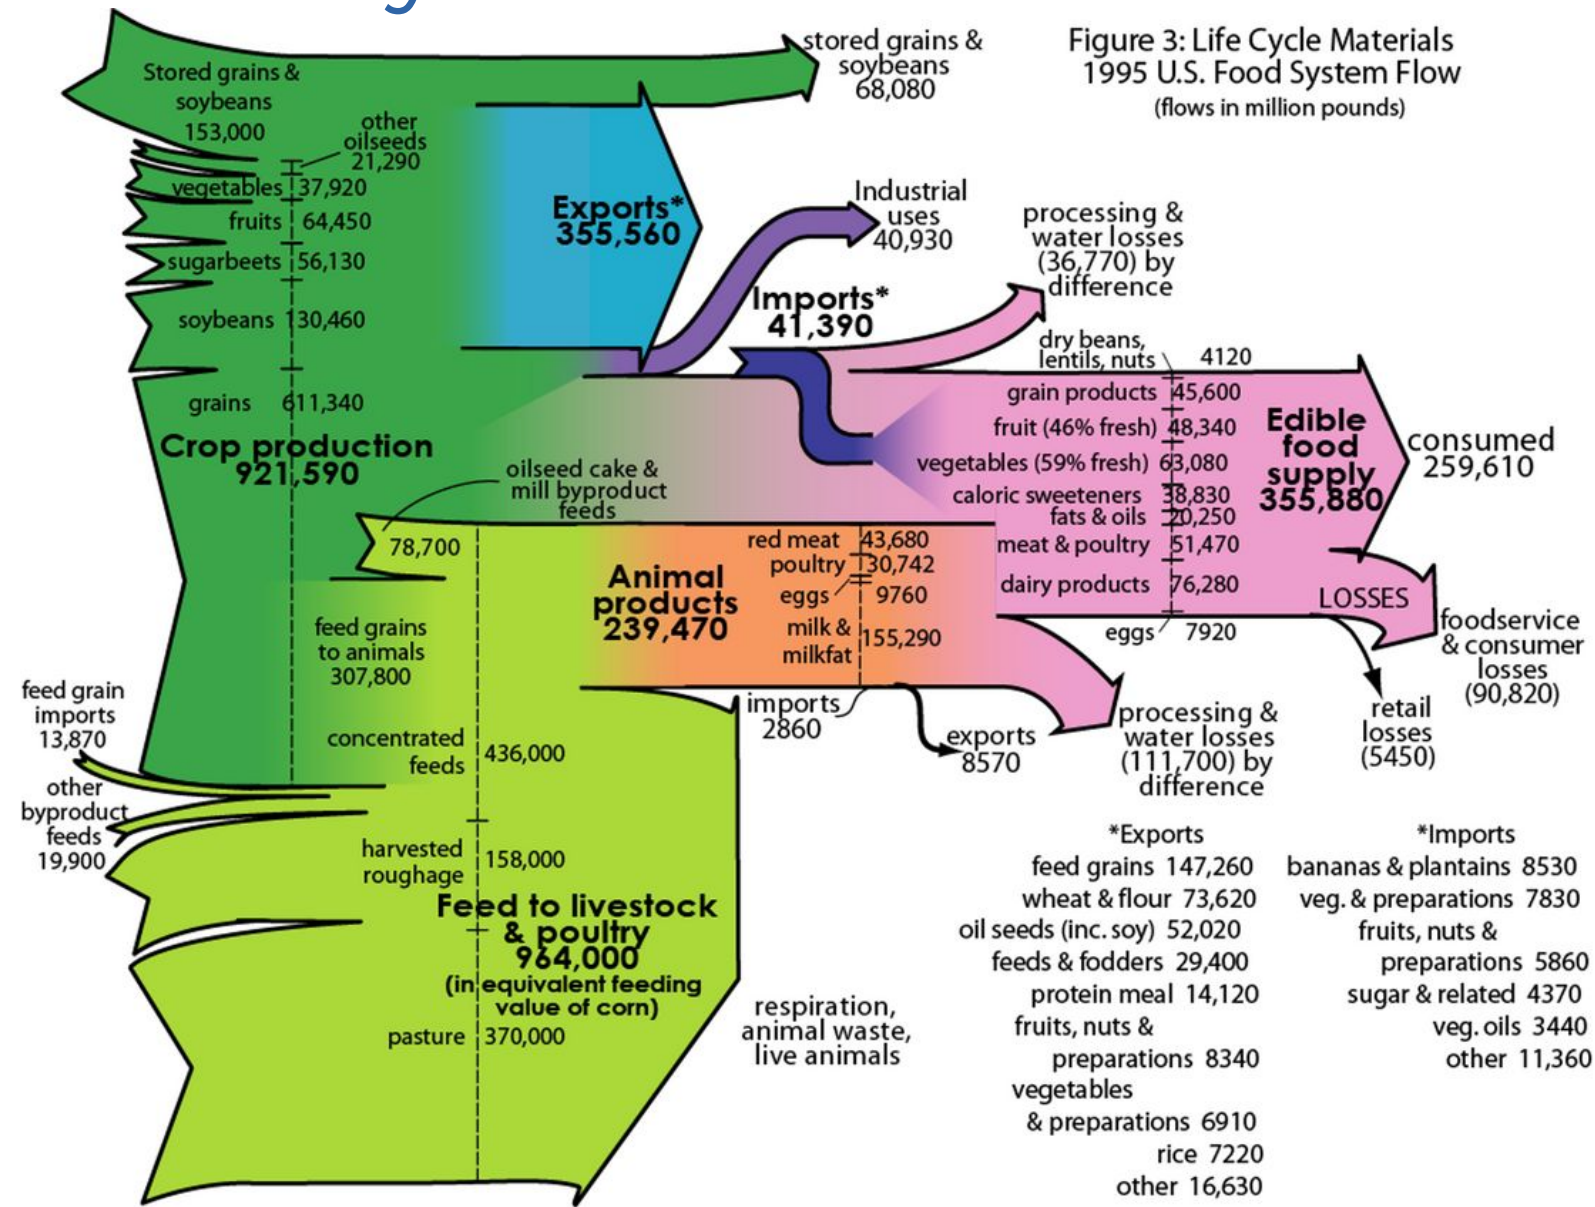 Figure 3: Life Cycle Materials
1995 U.S. Food System Flow
(flows in million pounds)
stored grains &
soybeans
68,080
Stored grains &
soybeans
153,000
other
oilseeds
21,290
vegetables 37,920
fruits 64,450
sugarbeets 56,130
soybeans 130,460
grains 611,340
Crop production
921,590
Exports*
355,560
Industrial
uses
40,930
Imports*
41,390
processing &
water losses
(36,770) by
difference
dry beans,
lentils, nuts 4120
grain products 45,600
fruit (46% fresh) 48,340
vegetables (59% fresh) 63,080
caloric sweeteners 38,830
fats & oils 20,250
meat & poultry 51,470
dairy products 76,280
eggs 7920
Edible
food
supply
355,880
consumed
259,610
LOSSES
foodservice
& consumer
losses
(90,820)
retail
losses
(5450)
oilseed cake &
mill byproduct
feeds
78,700
Animal
products
239,470
red meat 43,680
poultry 30,742
eggs 9760
milk &
milkfat 155,290
imports
2860
exports
8570
processing &
water losses
(111,700) by
difference
feed grains
to animals
307,800
feed grain
imports
13,870
other
byproduct
feeds
19,900
concentrated
feeds 436,000
harvested
roughage 158,000
Feed to livestock
& poultry
964,000
(in equivalent feeding
value of corn)
pasture 370,000
respiration,
animal waste,
live animals
*Exports
feed grains 147,260
wheat & flour 73,620
oil seeds (inc. soy) 52,020
feeds & fodders 29,400
protein meal 14,120
fruits, nuts &
preparations 8340
vegetables
& preparations 6910
rice 7220
other 16,630
*Imports
bananas & plantains 8530
veg. & preparations 7830
fruits, nuts &
preparations 5860
sugar & related 4370
veg. oils 3440
other 11,360